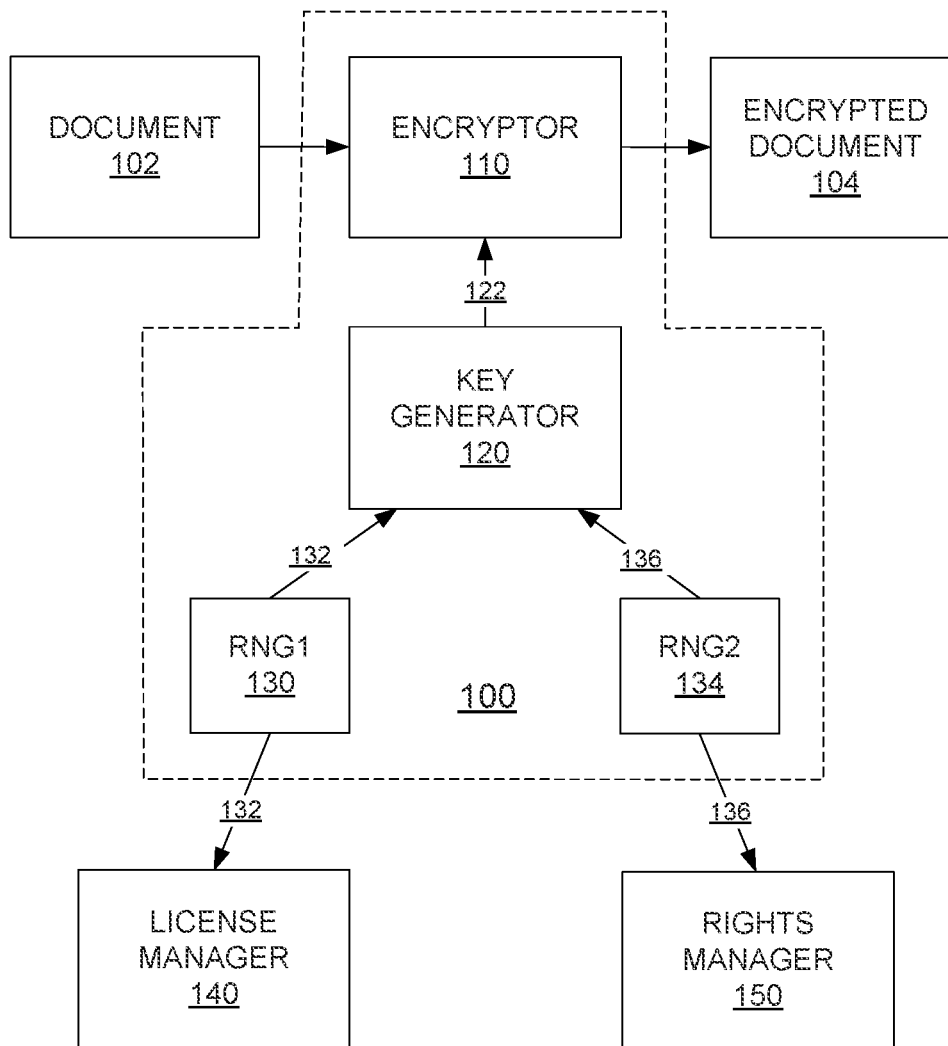 DOCUMENT
102
ENCRYPTOR
110
ENCRYPTED
DOCUMENT
104
122
KEY
GENERATOR
120
132
136
RNG1
130
100
RNG2
134
132
136
LICENSE
MANAGER
140
RIGHTS
MANAGER
150